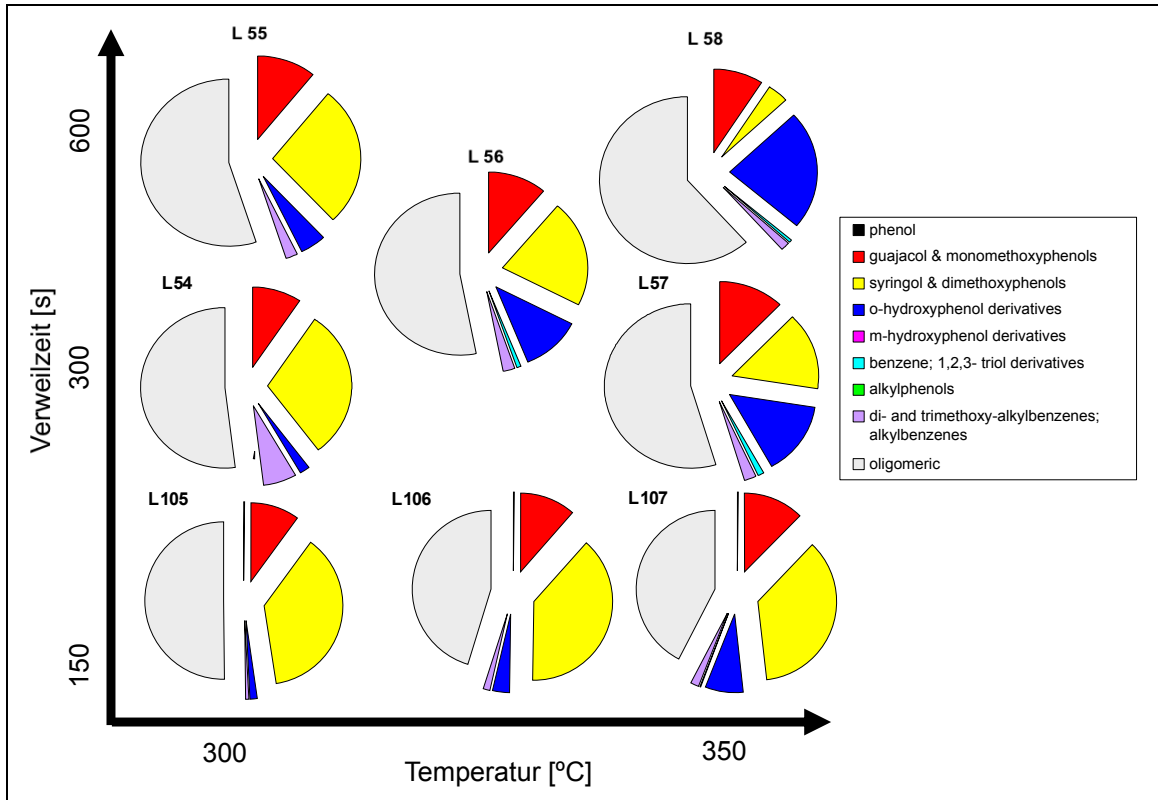 L 55
L 58
600
L 56
phenol
guajacol & monomethoxyphenols
syringol & dimethoxyphenols
o-hydroxyphenol derivatives
m-hydroxyphenol derivatives
benzene; 1,2,3- triol derivatives
alkylphenols
di- and trimethoxy-alkylbenzenes;
alkylbenzenes
oligomeric
L54
L57
300
Verweilzeit [s]
L105
L106
L107
150
300
350
Temperatur [ºC]